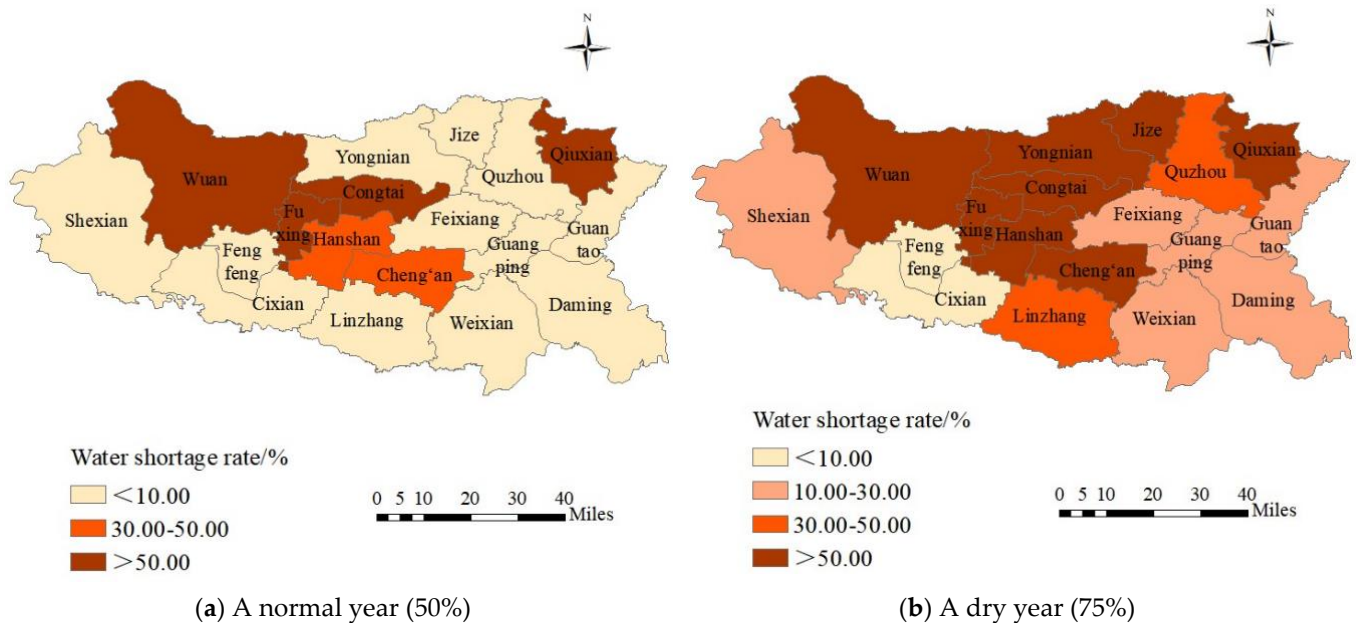 N
Jize
Yongnian
Qiuxian
Wuan
Quzhou
Congtai
Shexian
Fu
xing
Hanshan
Feixiang
Guan
tao
Feng
feng
Guang
ping
Cheng‘an
Cixian
Daming
Linzhang
Weixian
Water shortage rate/%
<10.00
30.00-50.00
>50.00
0 5 10 20 30 40
Miles
(a) A normal year (50%)
N
Jize
Yongnian
Qiuxian
Wuan
Quzhou
Congtai
Shexian
Fu
xing
Hanshan
Feixiang
Guan
tao
Feng
feng
Guang
ping
Cheng‘an
Cixian
Daming
Linzhang
Weixian
Water shortage rate/%
<10.00
10.00-30.00
30.00-50.00
>50.00
0 5 10 20 30 40
Miles
(b) A dry year (75%)